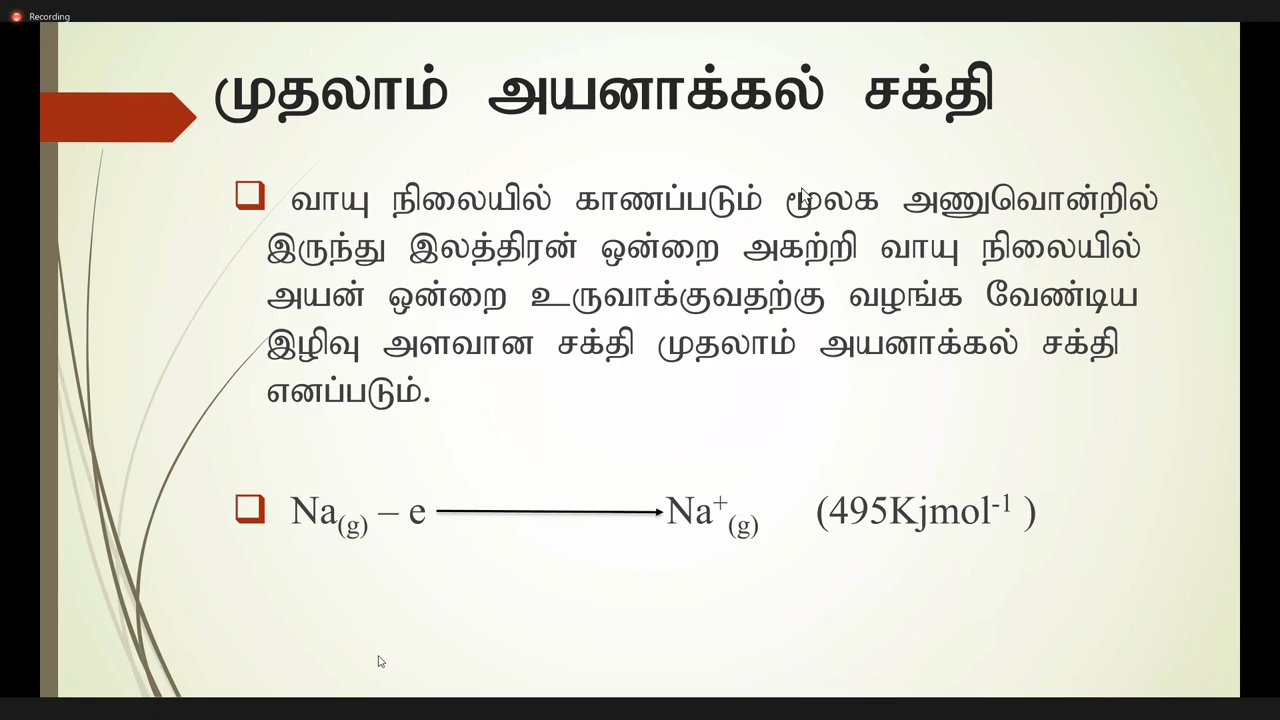 Recording
முதலாம் அயனாக்கல் சக்தி
வாயு நிலையில் காணப்படும் மூலக அணுவொன்றில்
இருந்து இலத்திரன் ஒன்றை அகற்றி வாயு நிலையில்
அயன் ஒன்றை உருவாக்குவதற்கு வழங்க வேண்டிய
இழிவு அளவான சக்தி முதலாம் அயனாக்கல் சக்தி
எனப்படும்.
Na(g) – e → Na⁺(g) (495Kjmol⁻¹ )